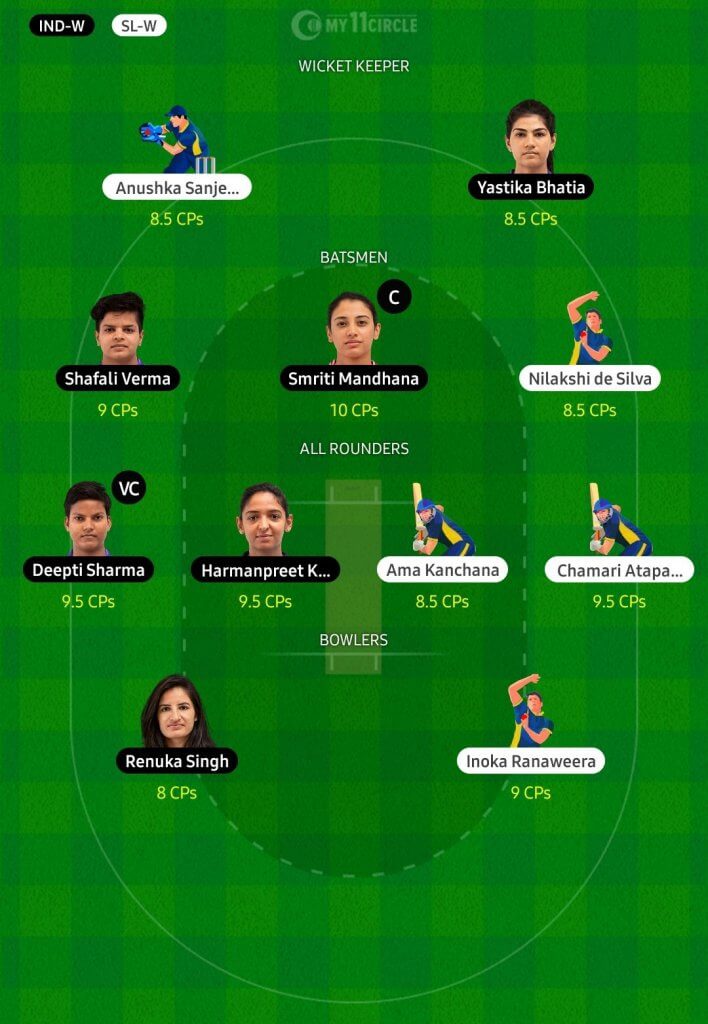 IND-W SL-W MY11CIRCLE
WICKET KEEPER
Anushka Sanje... Yastika Bhatia
8.5 CPs 8.5 CPs
BATSMEN
C
Shafali Verma Smriti Mandhana Nilakshi de Silva
9 CPs 10 CPs 8.5 CPs
ALL ROUNDERS
VC
Deepti Sharma Harmanpreet K... Ama Kanchana Chamari Atapa...
9.5 CPs 9.5 CPs 8.5 CPs 9.5 CPs
BOWLERS
Renuka Singh Inoka Ranaweera
8 CPs 9 CPs